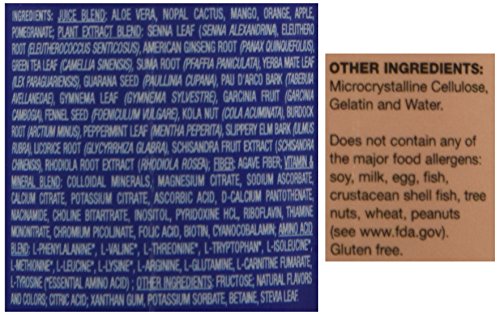 INGREDIENTS: JUICE BLEND: ALOE VERA, NOPAL CACTUS, MANGO, ORANGE, APPLE,
POMEGRANATE; PLANT EXTRACT BLEND: SENNA LEAF (SENNA ALEXANDRINA), ELEUTHERO
ROOT (ELEUTHEROCOCCUS SENTICOSUS), AMERICAN GINSENG ROOT (PANAX QUINQUEFOLIUS),
GREEN TEA LEAF (CAMELLIA SINENSIS), SUMA ROOT (PFAFFIA PANICULATA), YERBA MATE LEAF
(ILEX PARAGUARIENSIS), GUARANA SEED (PAULLINIA CUPANA), PAU D'ARCO BARK (TABEBUIA
AVELLANEDAE), GYMNEMA LEAF (GYMNEMA SYLVESTRE), GARCINIA FRUIT (GARCINIA
CAMBOGIA), FENNEL SEED (FOENICULUM VULGARE), KOLA NUT (COLA ACUMINATA), BURDOCK
ROOT (ARCTIUM MINUS), PEPPERMINT LEAF (MENTHA PEPERITA), SLIPPERY ELM BARK (ULMUS
RUBRA), LICORICE ROOT (GLYCYRRHIZA GLABRA), SCHISANDRA FRUIT EXTRACT (SCHISANDRA
CHINENSIS), RHODIOLA ROOT EXTRACT (RHODIOLA ROSEA); FIBER: AGAVE FIBER; VITAMIN &
MINERAL BLEND: COLLOIDAL MINERALS, MAGNESIUM CITRATE, SODIUM ASCORBATE,
CALCIUM CITRATE, POTASSIUM CITRATE, ASCORBIC ACID, D-CALCIUM PANTOTHENATE,
NIACINAMIDE, CHOLINE BITARTRATE, INOSITOL, PYRIDOXINE HCL, RIBOFLAVIN, THIAMINE
MONONITRATE, CHROMIUM PICOLINATE, FOLIC ACID, BIOTIN, CYANOCOBALAMIN; AMINO ACID
BLEND: L-PHENYLALANINE*, L-VALINE*, L-THREONINE*, L-TRYPTOPHAN*, L-ISOLEUCINE*,
L-METHIONINE*, L-LEUCINE*, L-LYSINE*, L-ARGININE, L-GLUTAMINE, L-CARNITINE FUMARATE,
L-TYROSINE (*ESSENTIAL AMINO ACID); OTHER INGREDIENTS: FRUCTOSE, NATURAL FLAVORS
AND COLORS; CITRIC ACID; XANTHAN GUM, POTASSIUM SORBATE, BETAINE, STEVIA LEAF
OTHER INGREDIENTS:
Microcrystalline Cellulose,
Gelatin and Water.
Does not contain any of
the major food allergens:
soy, milk, egg, fish,
crustacean shell fish, tree
nuts, wheat, peanuts
(see www.fda.gov).
Gluten free.